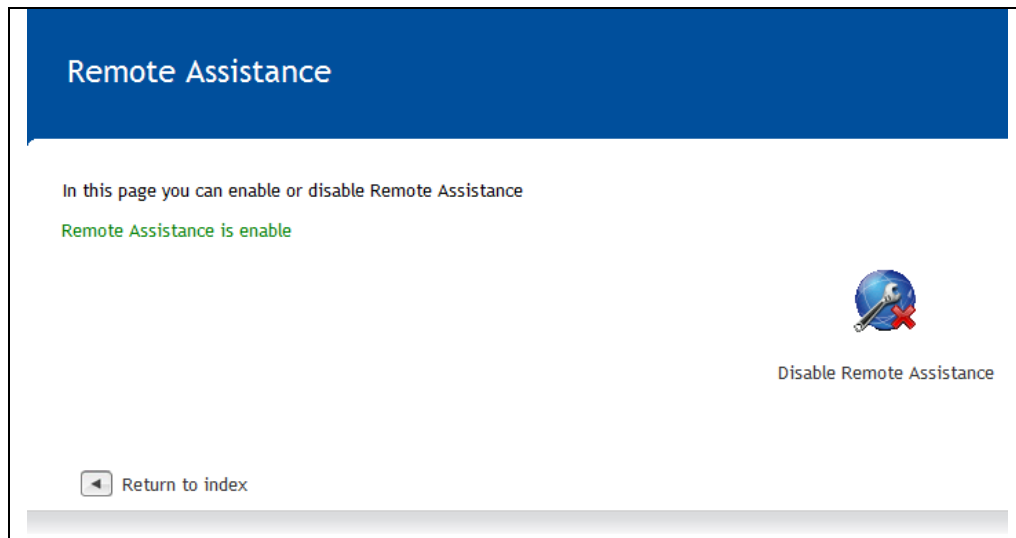 Remote Assistance
In this page you can enable or disable Remote Assistance
Remote Assistance is enable
Disable Remote Assistance
Return to index